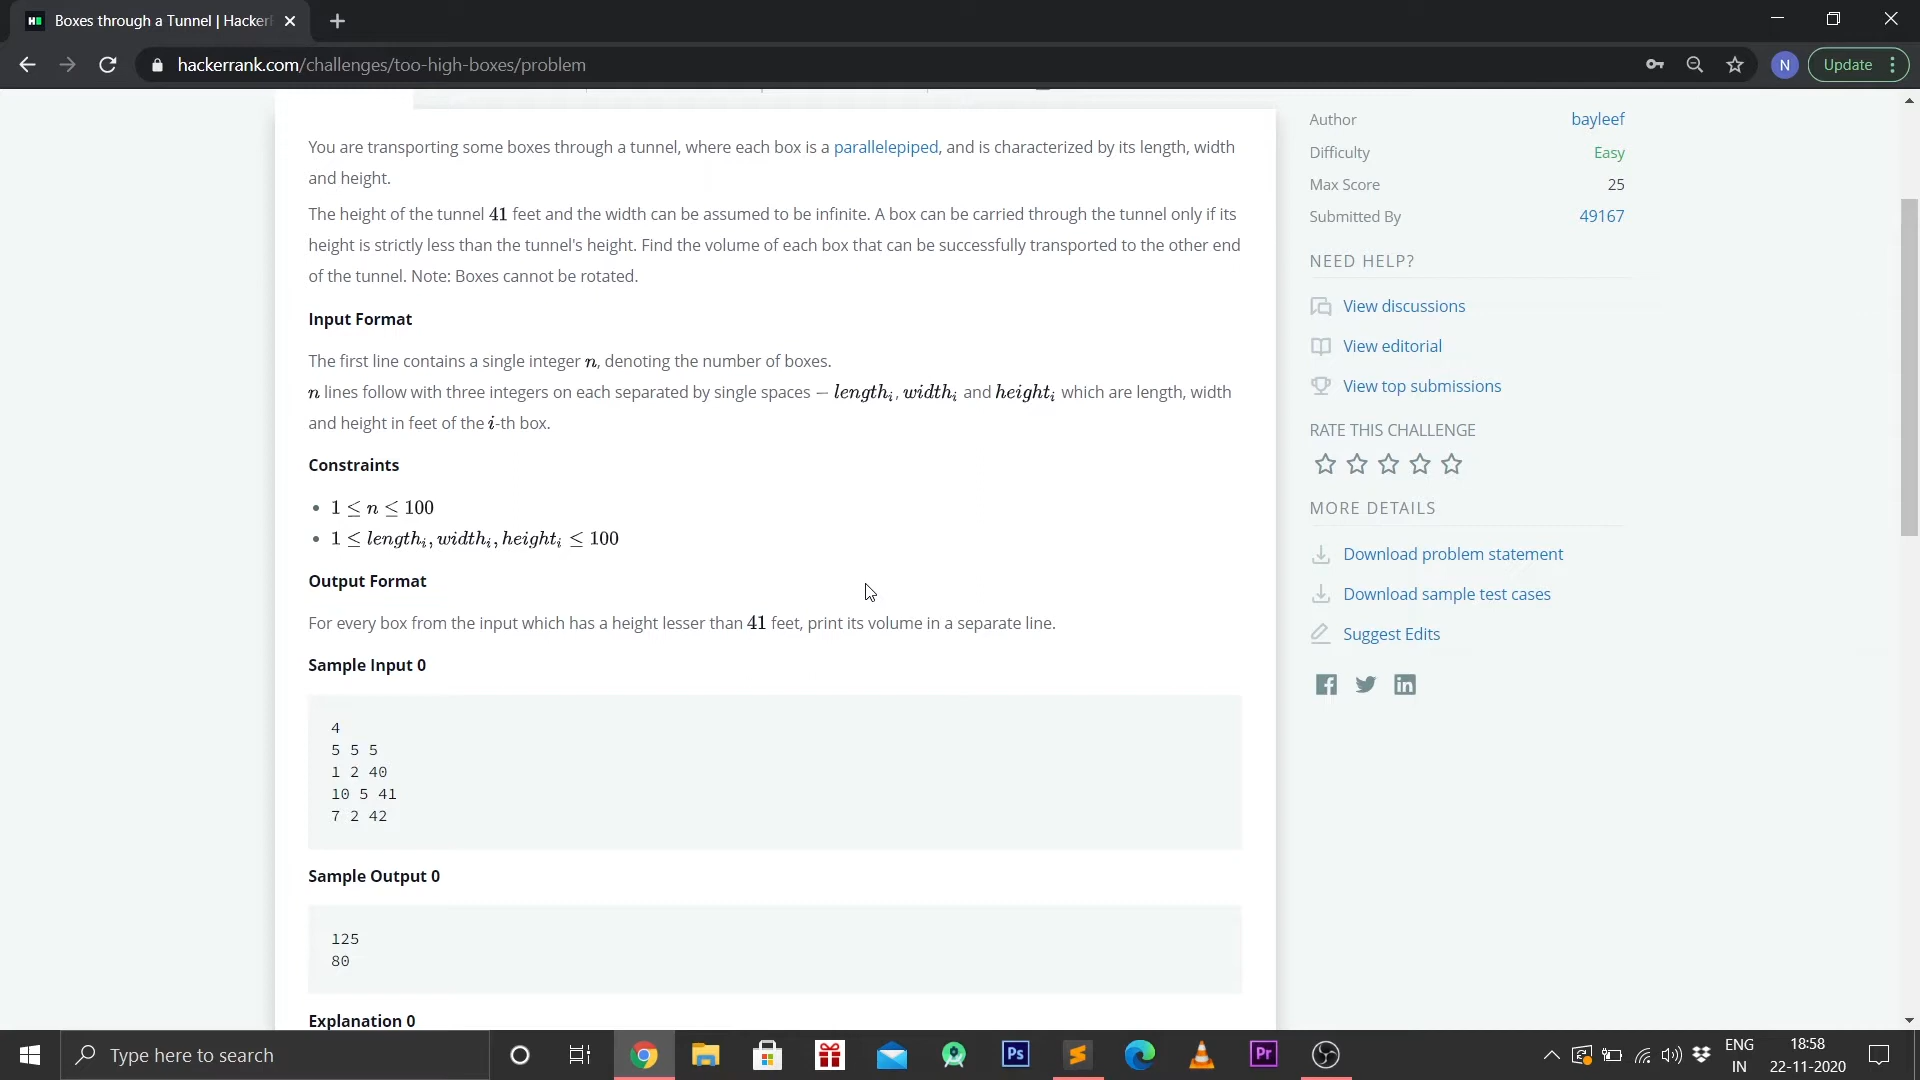 Boxes through a Tunnel | Hacker
hackerrank.com/challenges/too-high-boxes/problem
N
Update
You are transporting some boxes through a tunnel, where each box is a parallelepiped, and is characterized by its length, width
and height.
The height of the tunnel 41 feet and the width can be assumed to be infinite. A box can be carried through the tunnel only if its
height is strictly less than the tunnel's height. Find the volume of each box that can be successfully transported to the other end
of the tunnel. Note: Boxes cannot be rotated.
Input Format
The first line contains a single integer n, denoting the number of boxes.
n lines follow with three integers on each separated by single spaces – lengthᵢ, widthᵢ and heightᵢ which are length, width
and height in feet of the i-th box.
Constraints
• 1 ≤ n ≤ 100
• 1 ≤ lengthᵢ, widthᵢ, heightᵢ ≤ 100
Output Format
For every box from the input which has a height lesser than 41 feet, print its volume in a separate line.
Sample Input 0
4
5 5 5
1 2 40
10 5 41
7 2 42
Sample Output 0
125
80
Explanation 0
Author bayleef
Difficulty Easy
Max Score 25
Submitted By 49167
NEED HELP?
View discussions
View editorial
View top submissions
RATE THIS CHALLENGE
MORE DETAILS
Download problem statement
Download sample test cases
Suggest Edits
Type here to search
Ps
Pr
ENG
IN
18:58
22-11-2020